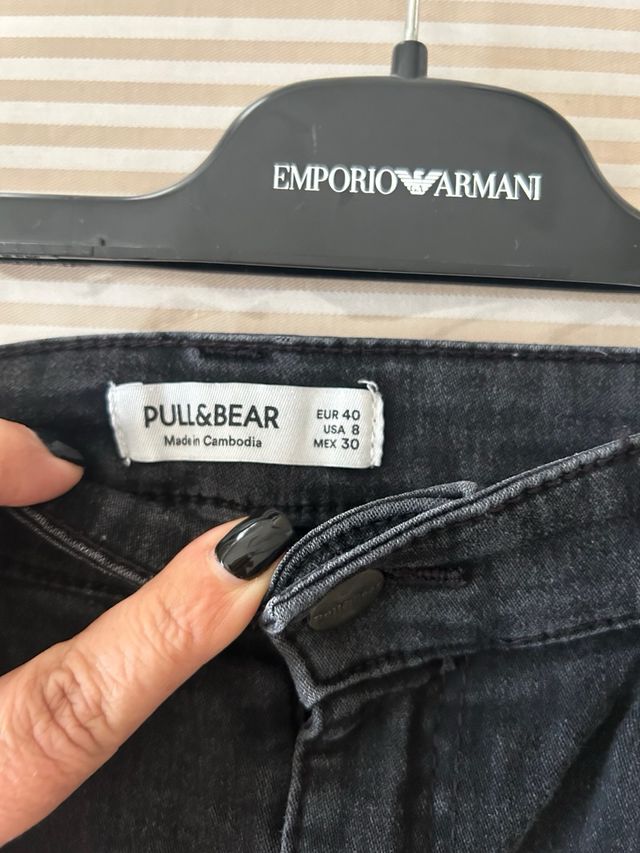 EMPORIO ARMANI
PULL&BEAR
Made in Cambodia
EUR 40
USA 8
MEX 30